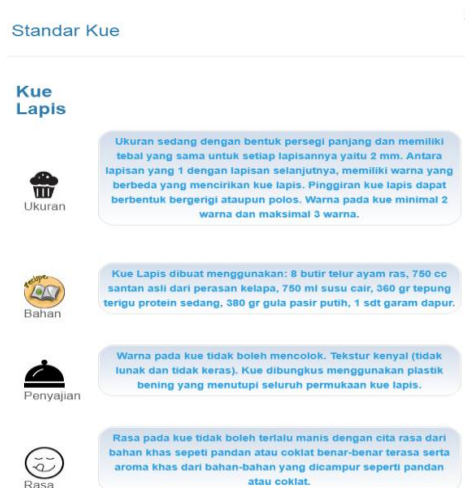 Standar Kue
Kue
Lapis
Ukuran sedang dengan bentuk persegi panjang dan memiliki
tebal yang sama untuk setiap lapisannya yaitu 2 mm. Antara
lapisan yang 1 dengan lapisan selanjutnya, memiliki warna yang
berbeda yang mencirikan kue lapis. Pinggiran kue lapis dapat
berbentuk bergerigi ataupun polos. Warna pada kue minimal 2
warna dan maksimal 3 warna.
Ukuran
Recipe
Kue Lapis dibuat menggunakan: 8 butir telur ayam ras, 750 cc
santan asli dari perasan kelapa, 750 ml susu cair, 360 gr tepung
terigu protein sedang, 380 gr gula pasir putih, 1 sdt garam dapur.
Bahan
Warna pada kue tidak boleh mencolok. Tekstur kenyal (tidak
lunak dan tidak keras). Kue dibungkus menggunakan plastik
bening yang menutupi seluruh permukaan kue lapis.
Penyajian
Rasa pada kue tidak boleh terlalu manis dengan cita rasa dari
bahan khas sepeti pandan atau coklat benar-benar terasa serta
aroma khas dari bahan-bahan yang dicampur seperti pandan
atau coklat.
Rasa